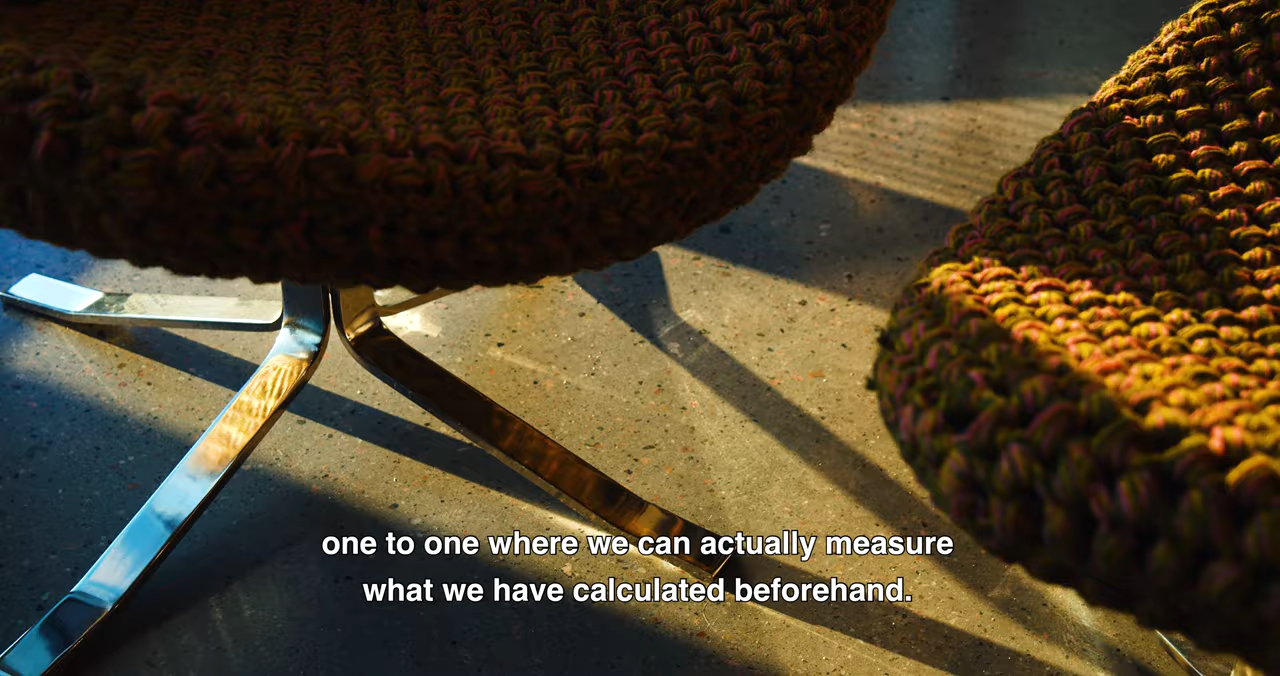 one to one where we can actually measure
what we have calculated beforehand.